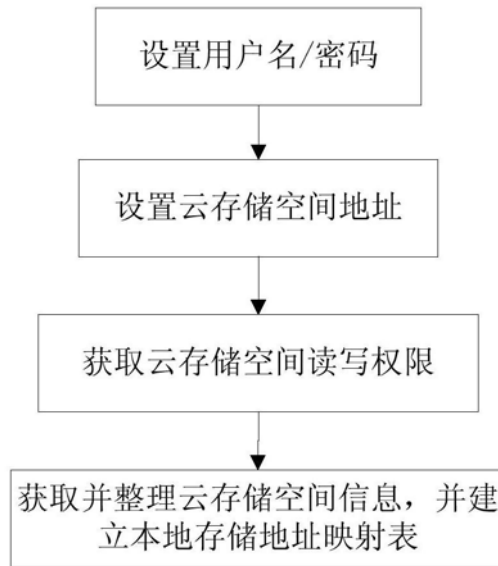 设置用户名/密码
设置云存储空间地址
获取云存储空间读写权限
获取并整理云存储空间信息，并建
立本地存储地址映射表